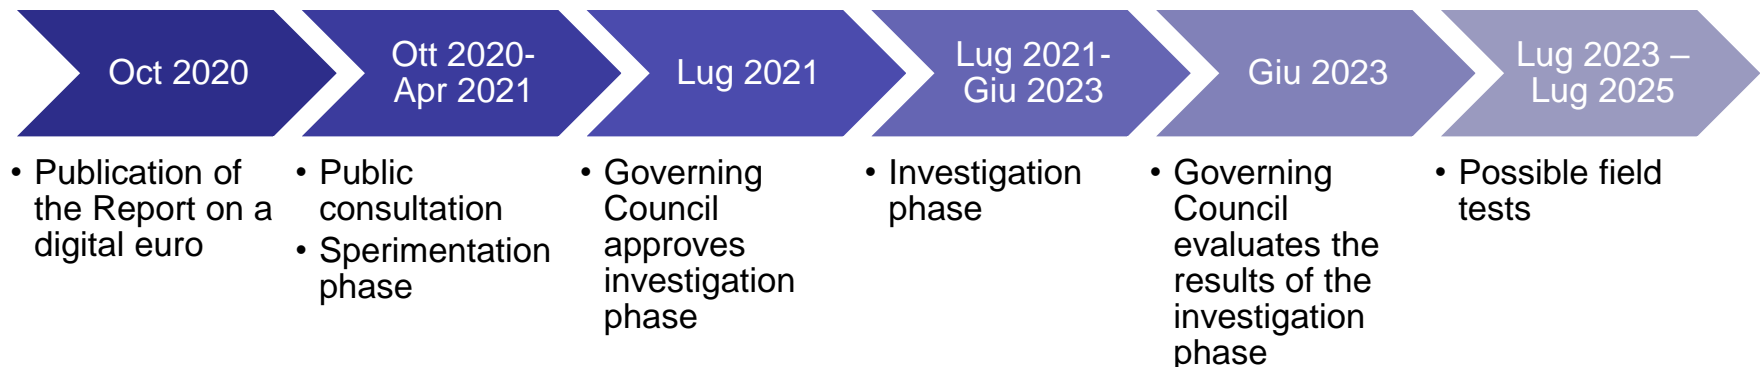 Oct 2020
Ott 2020-
Apr 2021
Lug 2021
Lug 2021-
Giu 2023
Giu 2023
Lug 2023 –
Lug 2025
• Publication of
the Report on a
digital euro
• Public
consultation
• Sperimentation
phase
• Governing
Council
approves
investigation
phase
• Investigation
phase
• Governing
Council
evaluates the
results of the
investigation
phase
• Possible field
tests